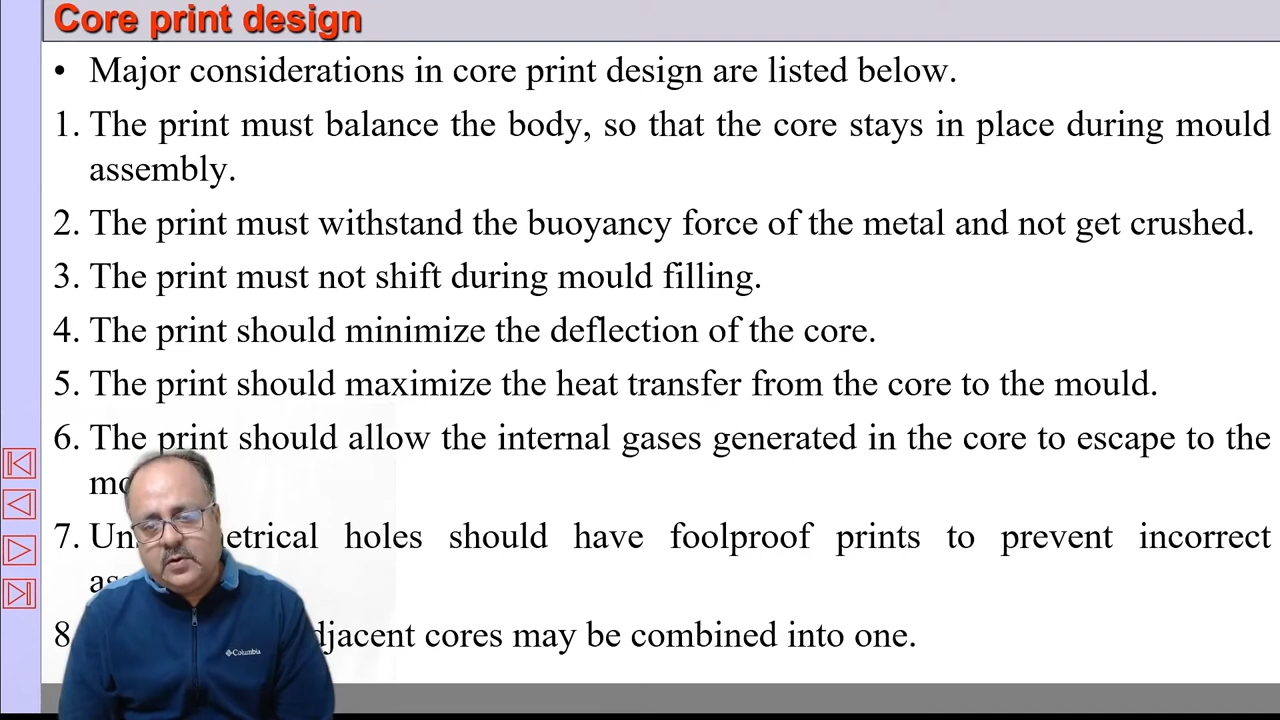 Core print design
• Major considerations in core print design are listed below.
1. The print must balance the body, so that the core stays in place during mould
assembly.
2. The print must withstand the buoyancy force of the metal and not get crushed.
3. The print must not shift during mould filling.
4. The print should minimize the deflection of the core.
5. The print should maximize the heat transfer from the core to the mould.
6. The print should allow the internal gases generated in the core to escape to the
7. holes should have foolproof prints to prevent incorrect
8 cores may be combined into one.
Columbia